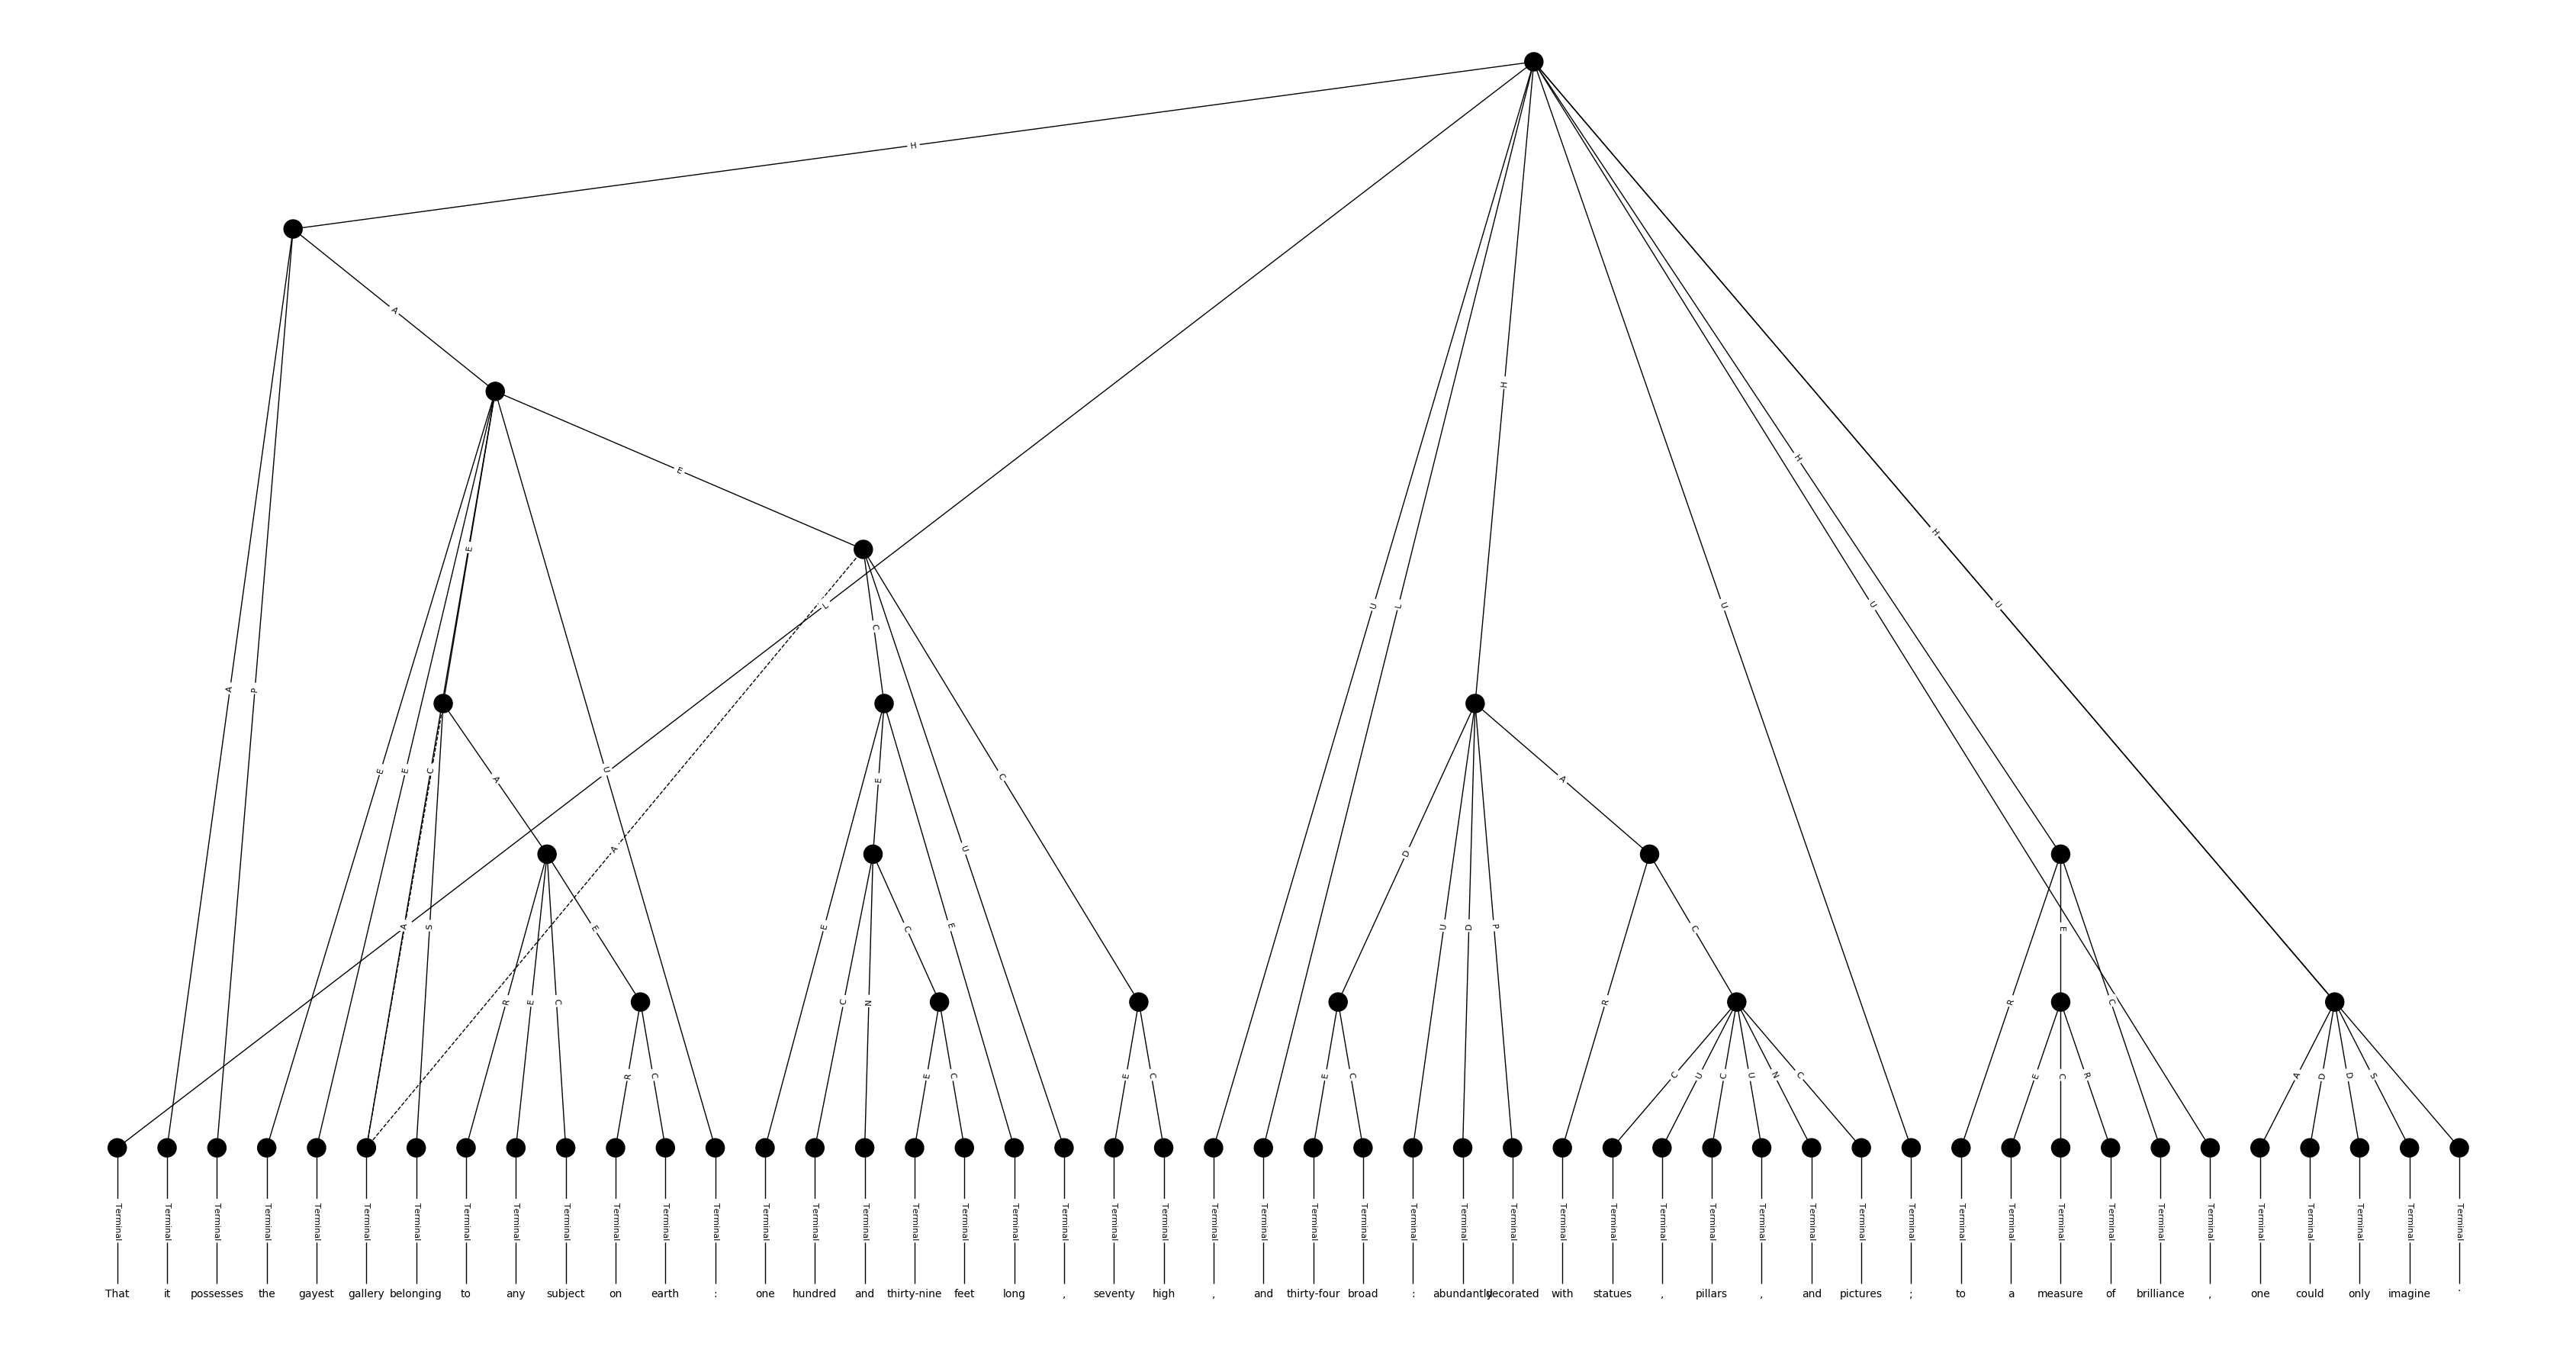 H
A
E
H
H
H
E
L
C
U
L
U
U
U
A
P
E
E
C
A
U
A
E
C
D
A
A
S
E
E
C
E
U
U
D
P
C
E
R
E
C
C
N
R
R
C
R
C
E
C
E
C
E
C
C
U
C
U
N
C
E
C
R
A
D
D
S
Terminal Terminal Terminal Terminal Terminal Terminal Terminal Terminal Terminal Terminal Terminal Terminal Terminal Terminal Terminal Terminal Terminal Terminal Terminal Terminal Terminal Terminal Terminal Terminal Terminal Terminal Terminal Terminal Terminal Terminal Terminal Terminal Terminal Terminal Terminal Terminal Terminal Terminal Terminal Terminal Terminal Terminal Terminal Terminal Terminal Terminal Terminal Terminal
That it possesses the gayest gallery belonging to any subject on earth : one hundred and thirty-nine feet long , seventy high , and thirty-four broad : abundantly decorated with statues , pillars , and pictures ; to a measure of brilliance , one could only imagine .